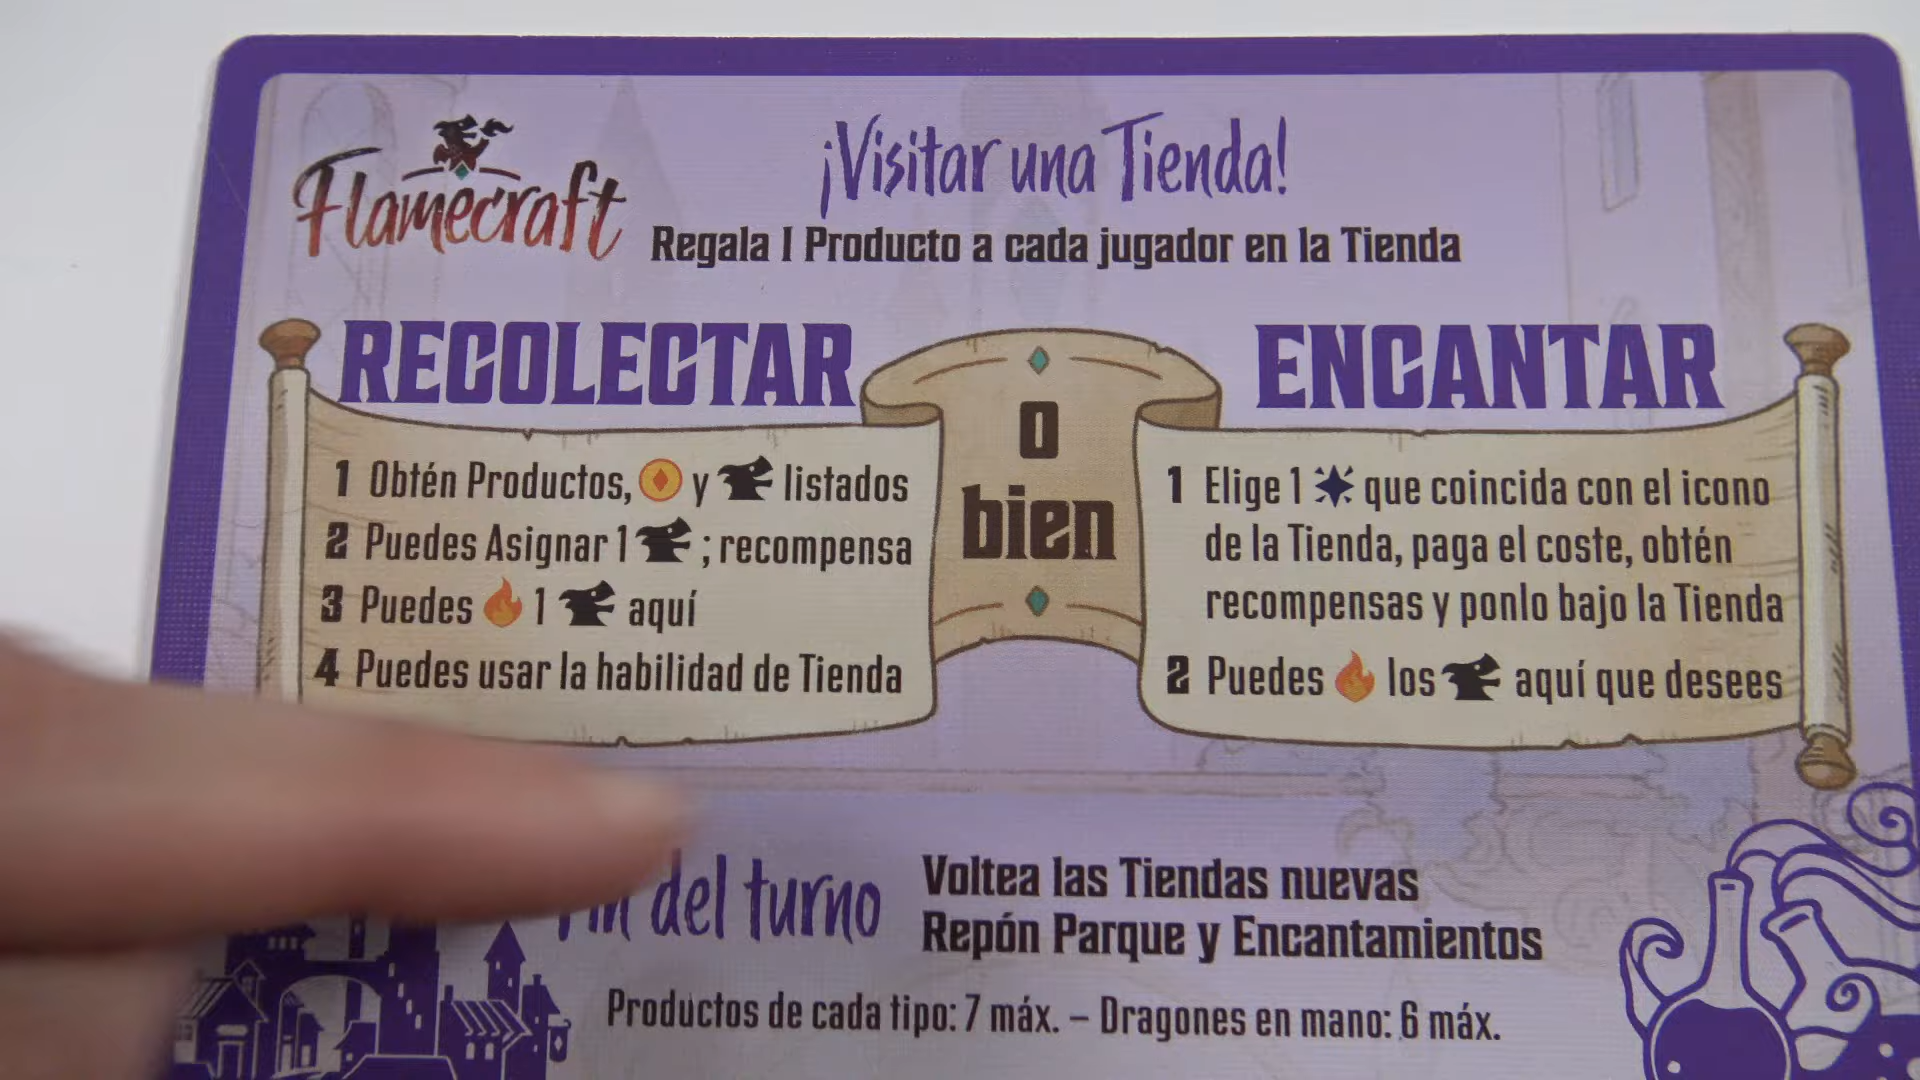 Flamecraft
¡Visitar una Tienda!
Regala 1 Producto a cada jugador en la Tienda
RECOLECTAR
1 Obtén Productos, y listados
2 Puedes Asignar 1 ; recompensa
3 Puedes 1 aquí
4 Puedes usar la habilidad de Tienda
o
bien
ENCANTAR
1 Elige 1 que coincida con el icono
de la Tienda, paga el coste, obtén
recompensas y ponlo bajo la Tienda
2 Puedes los aquí que desees
del turno
Voltea las Tiendas nuevas
Repón Parque y Encantamientos
Productos de cada tipo: 7 máx. – Dragones en mano: 6 máx.